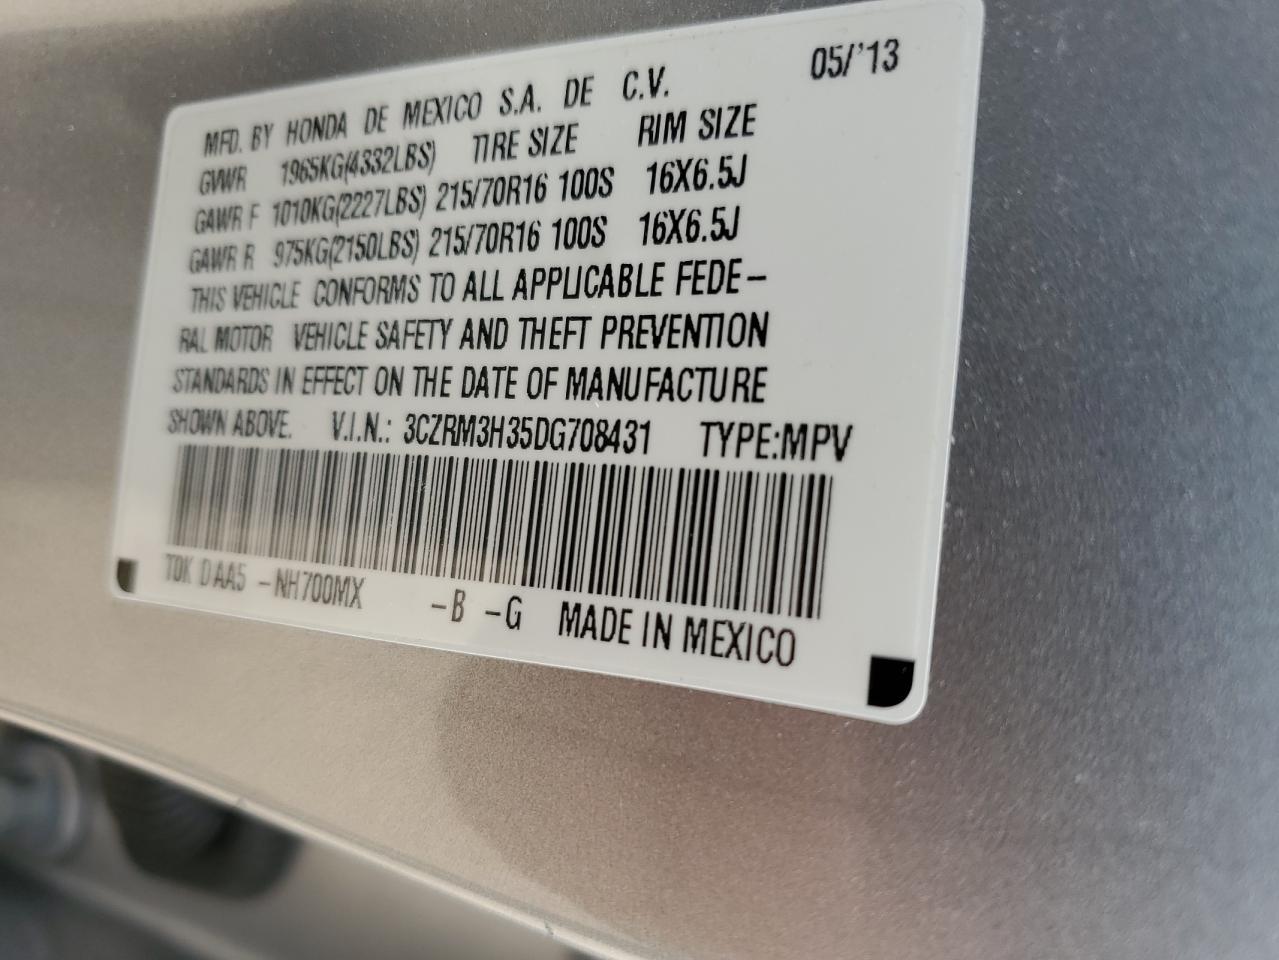 MFD. BY HONDA DE MEXICO S.A. DE C.V. 05/'13
GVWR 1965KG(4332LBS) TIRE SIZE RIM SIZE
GAWR F 1010KG(2227LBS) 215/70R16 100S 16X6.5J
GAWR R 975KG(2150LBS) 215/70R16 100S 16X6.5J
THIS VEHICLE CONFORMS TO ALL APPLICABLE FEDE-
RAL MOTOR VEHICLE SAFETY AND THEFT PREVENTION
STANDARDS IN EFFECT ON THE DATE OF MANUFACTURE
SHOWN ABOVE. V.I.N.: 3CZRM3H35DG708431 TYPE:MPV
T0K DAA5 -NH700MX -B -G MADE IN MEXICO